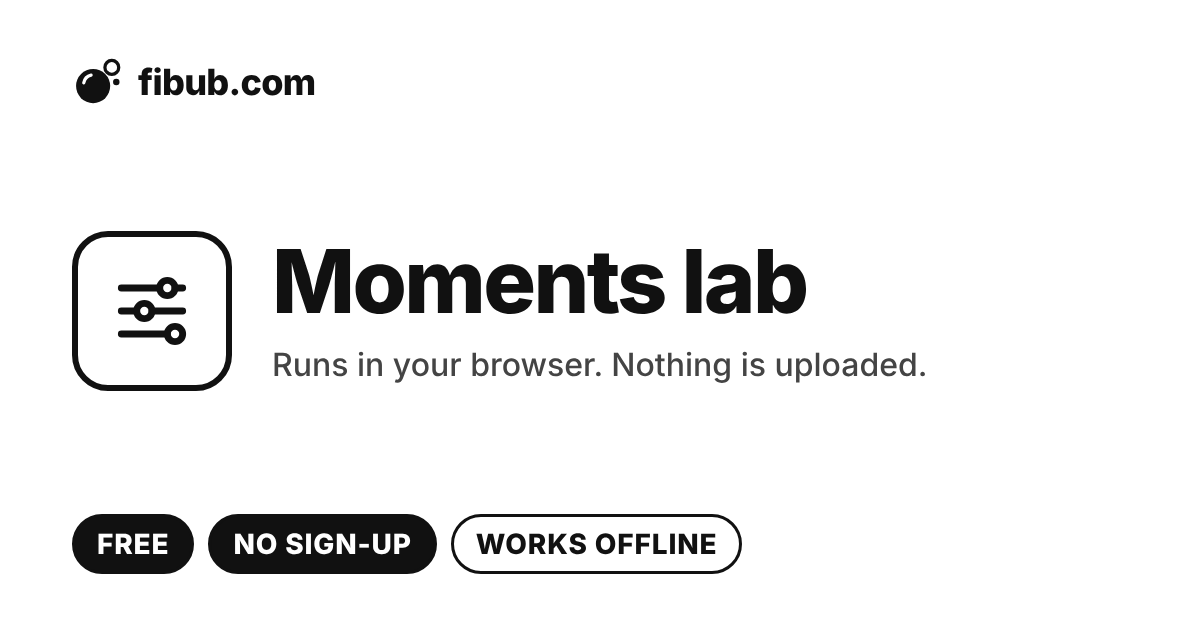 fibub.com
Moments lab
Runs in your browser. Nothing is uploaded.
FREE NO SIGN-UP WORKS OFFLINE